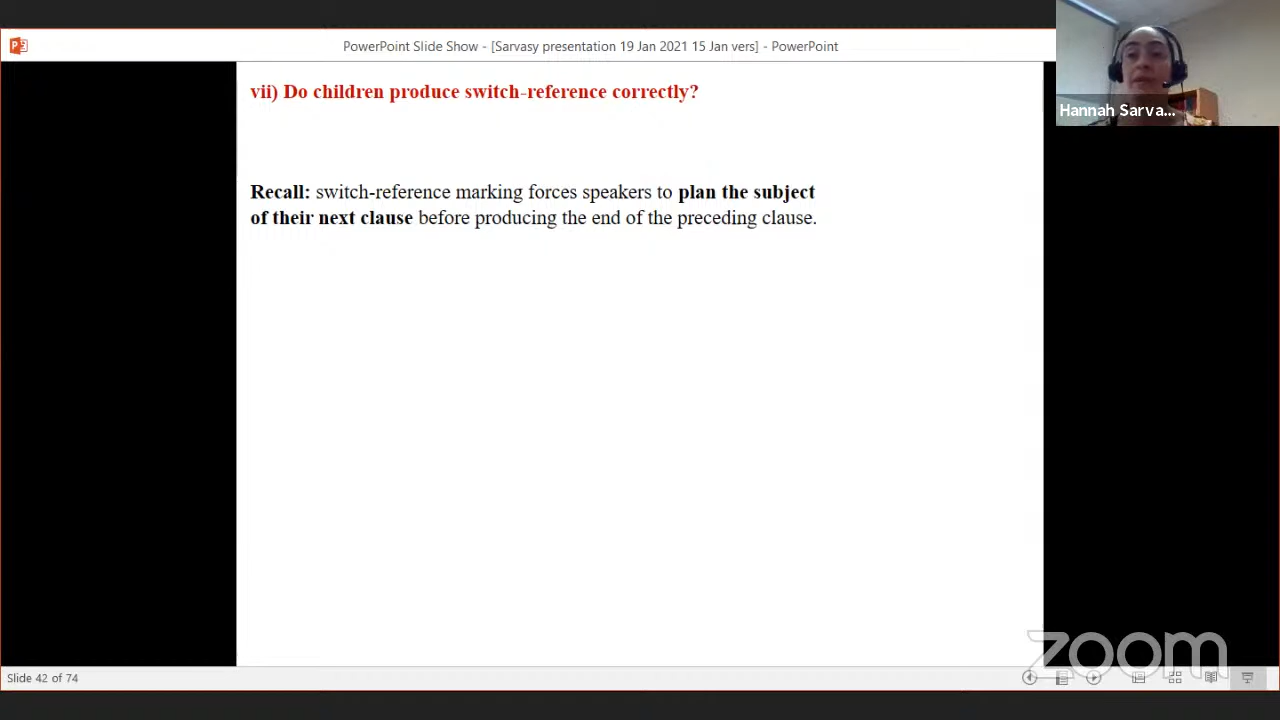 PowerPoint Slide Show - [Sarvasy presentation 19 Jan 2021 15 Jan vers] - PowerPoint
Hannah Sarva...
vii) Do children produce switch-reference correctly?
Recall: switch-reference marking forces speakers to plan the subject
of their next clause before producing the end of the preceding clause.
zoom
Slide 42 of 74